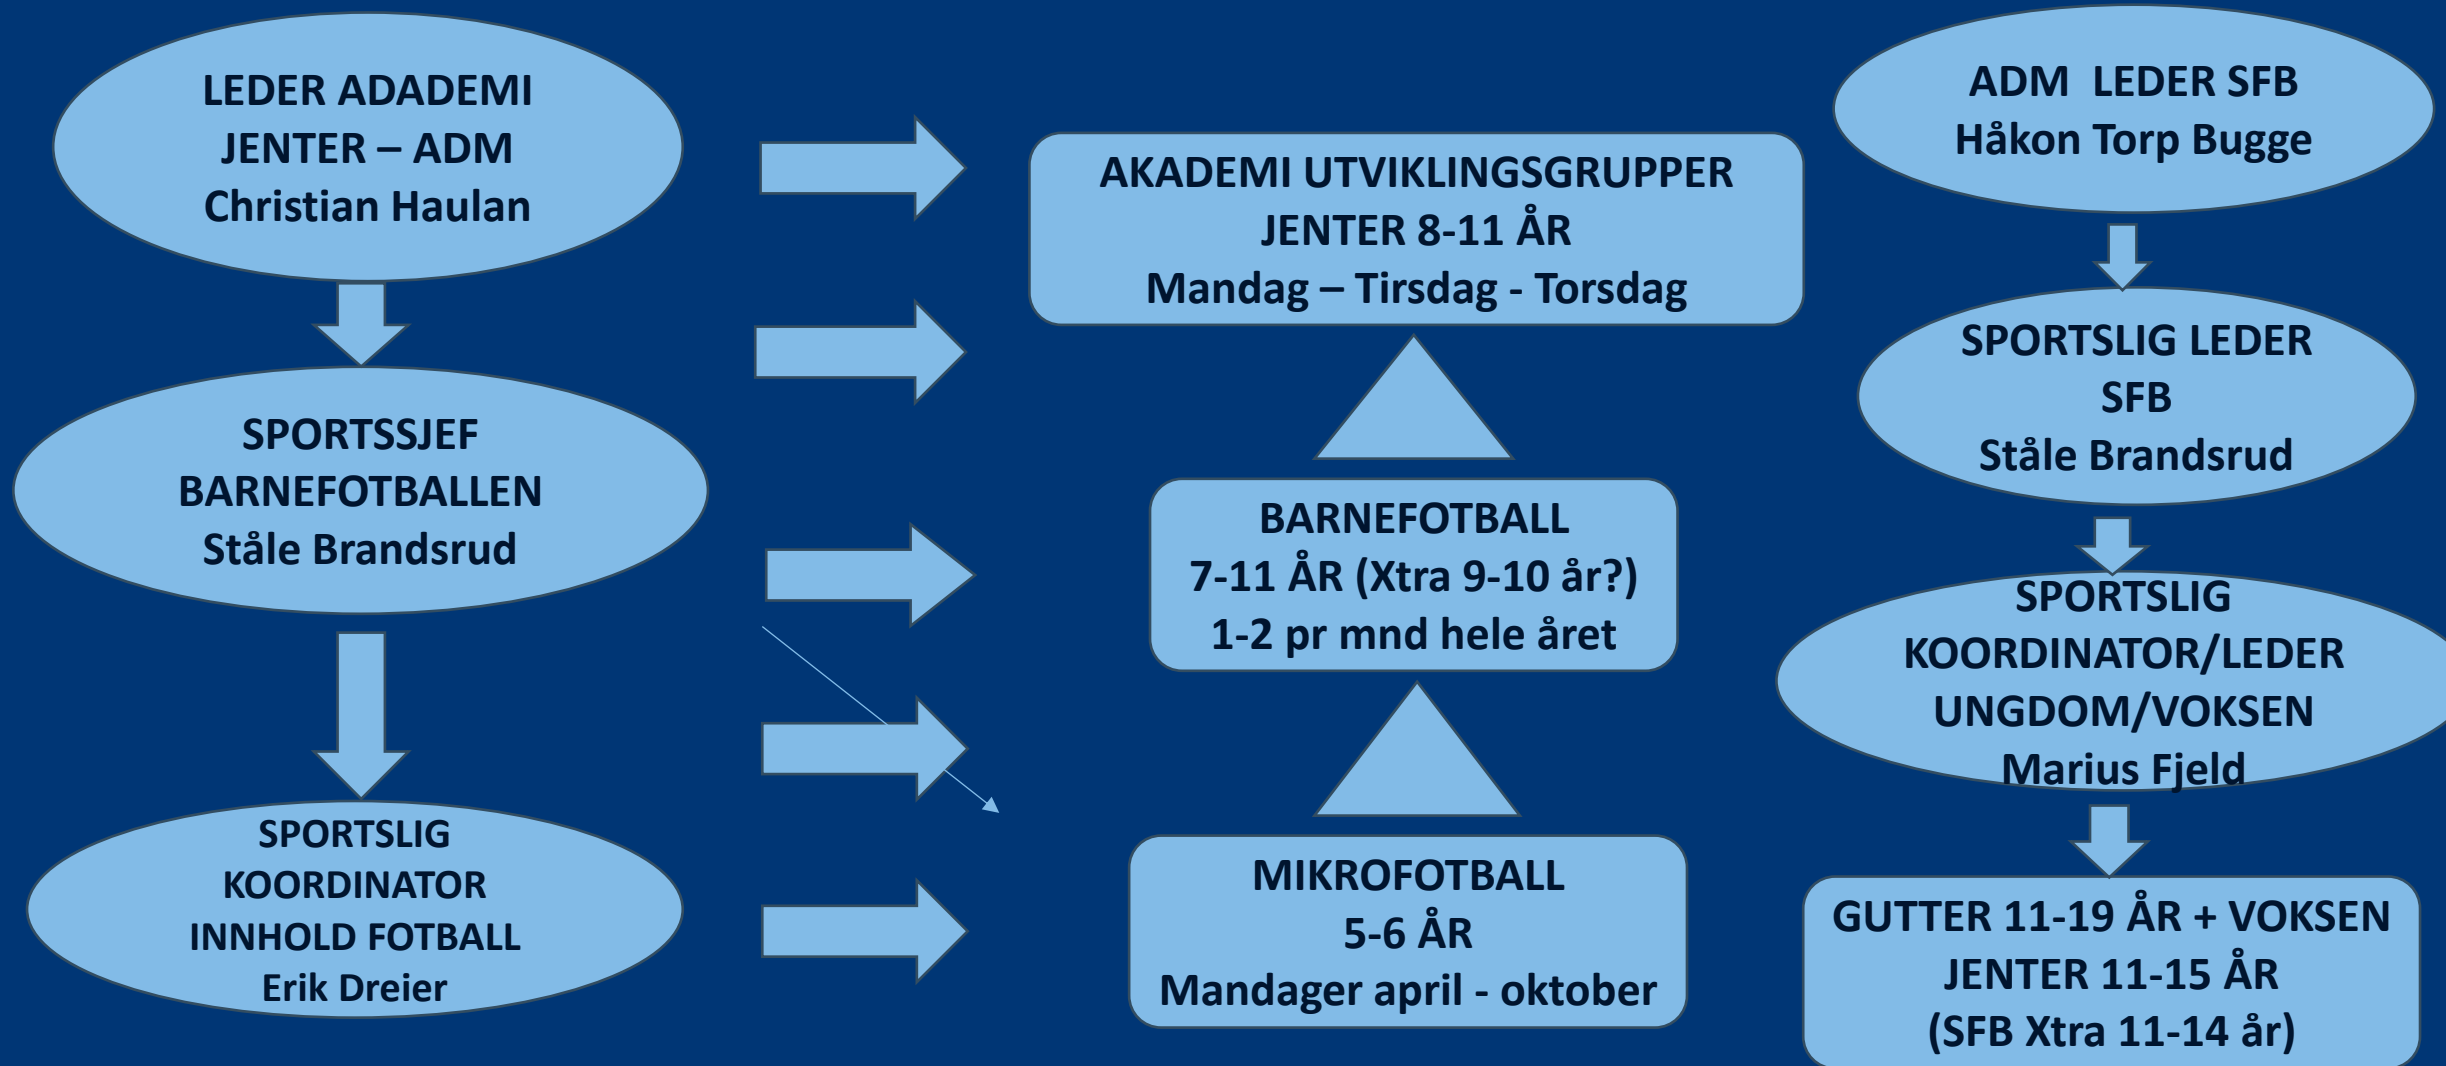 LEDER ADADEMI
JENTER – ADM
Christian Haulan
SPORTSSJEF
BARNEFOTBALLEN
Ståle Brandsrud
SPORTSLIG
KOORDINATOR
INNHOLD FOTBALL
Erik Dreier
AKADEMI UTVIKLINGSGRUPPER
JENTER 8-11 ÅR
Mandag – Tirsdag - Torsdag
BARNEFOTBALL
7-11 ÅR (Xtra 9-10 år?)
1-2 pr mnd hele året
MIKROFOTBALL
5-6 ÅR
Mandager april - oktober
ADM  LEDER SFB
Håkon Torp Bugge
SPORTSLIG LEDER
SFB
Ståle Brandsrud
SPORTSLIG
KOORDINATOR/LEDER
UNGDOM/VOKSEN
Marius Fjeld
GUTTER 11-19 ÅR + VOKSEN
JENTER 11-15 ÅR
(SFB Xtra 11-14 år)